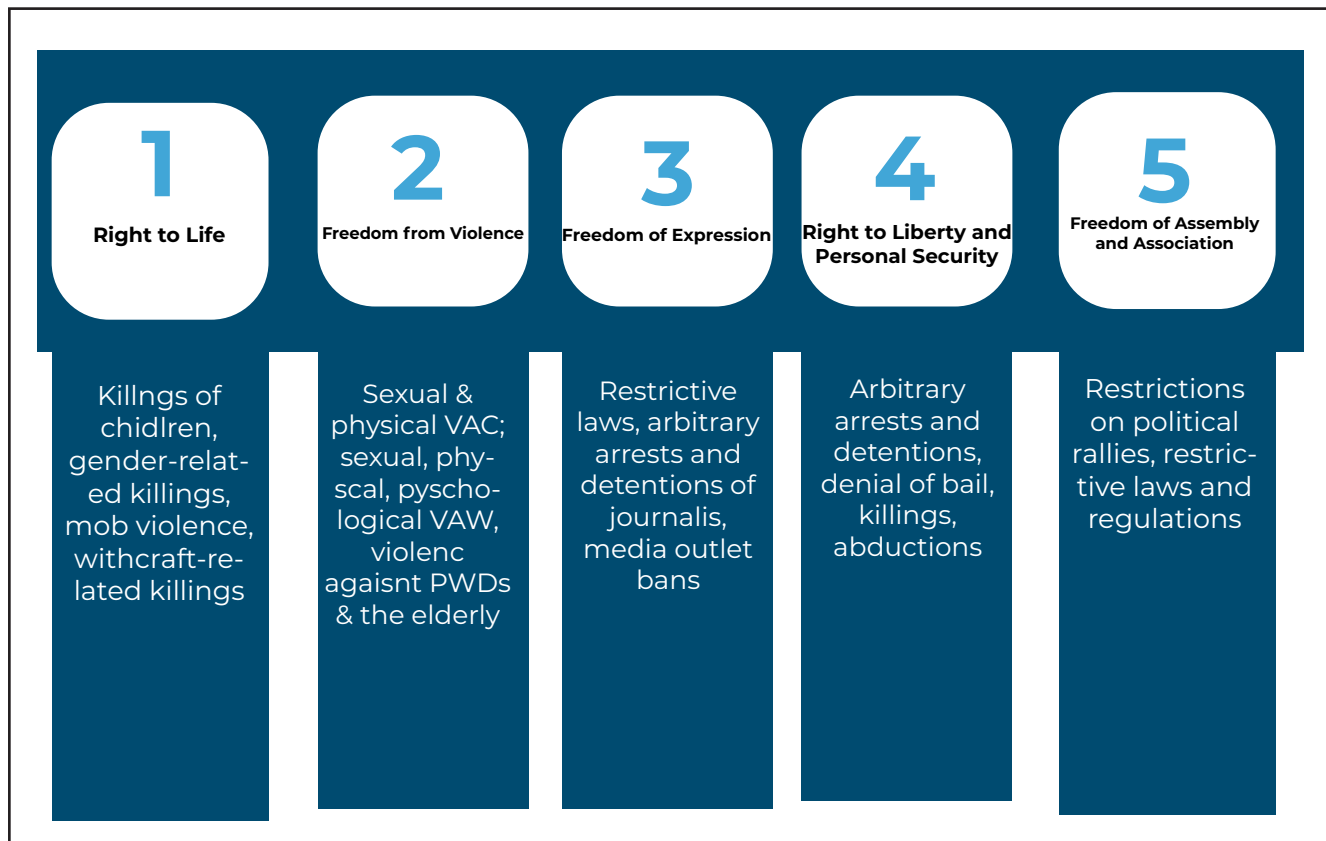 1
Right to Life
Killngs of
chidlren,
gender-relat-
ed killings,
mob violence,
withcraft-re-
lated killings
2
Freedom from Violence
Sexual &
physical VAC;
sexual, phy-
scal, pyscho-
logical VAW,
violenc
agaisnt PWDs
& the elderly
3
Freedom of Expression
Restrictive
laws, arbitrary
arrests and
detentions of
journalis,
media outlet
bans
4
Right to Liberty and
Personal Security
Arbitrary
arrests and
detentions,
denial of bail,
killings,
abductions
5
Freedom of Assembly
and Association
Restrictions
on political
rallies, restric-
tive laws and
regulations